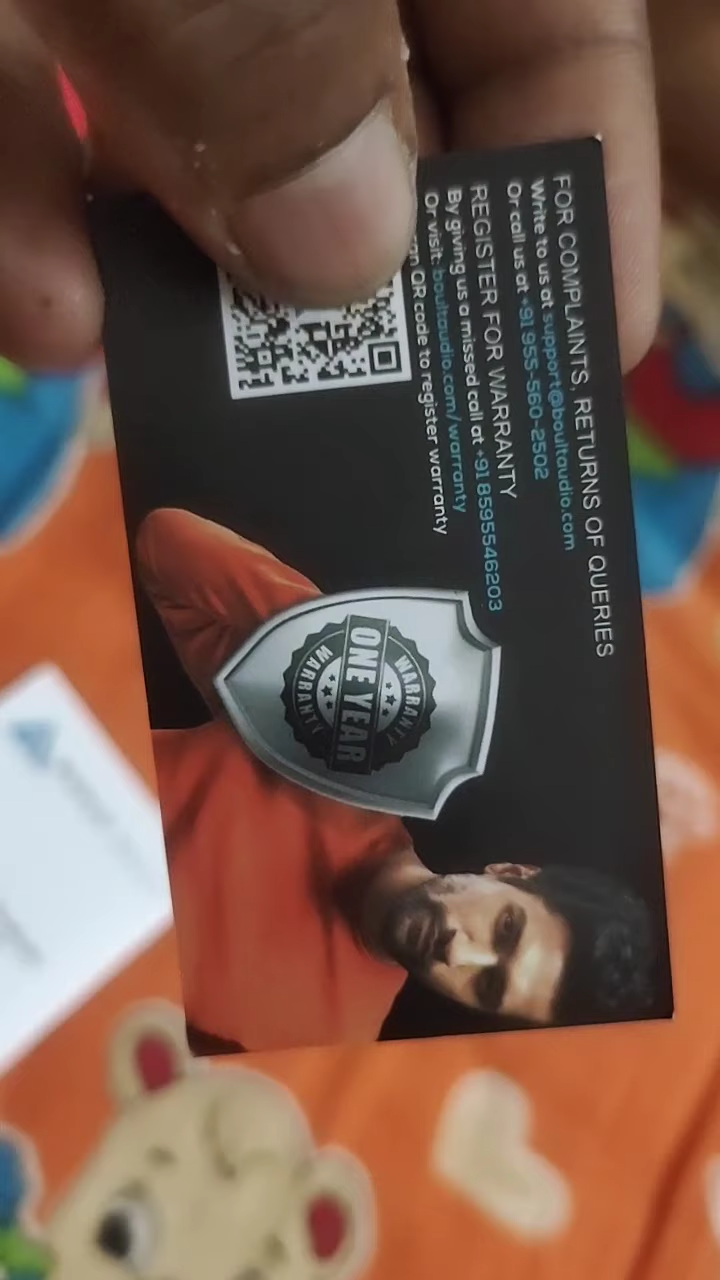 FOR COMPLAINTS, RETURNS OF QUERIES
Write to us at support@boultaudio.com
Or call us at +91 955-560-2502
REGISTER FOR WARRANTY
By giving us a missed call at +91 8595546203
Or visit: boultaudio.com/warranty
QR code to register warranty
WARRANTY
ONE YEAR
WARRANTY